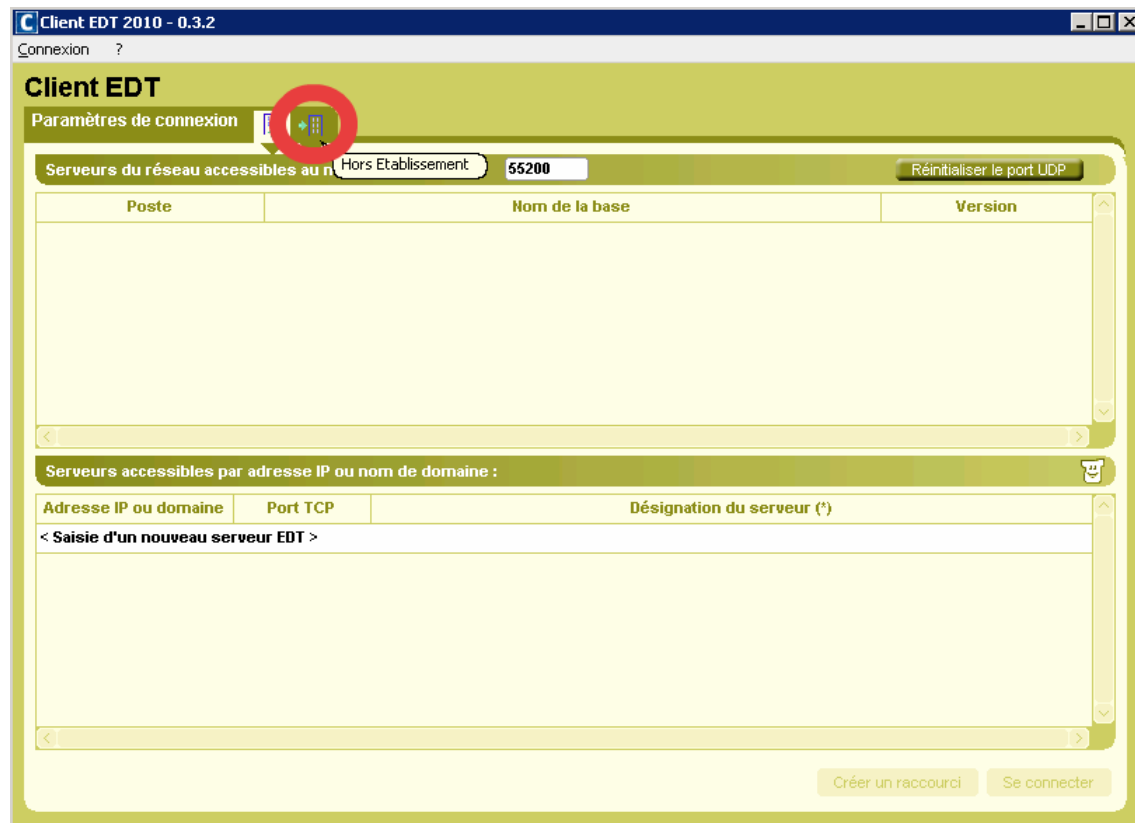 Client EDT 2010 - 0.3.2
Connexion ?
Client EDT
Paramètres de connexion
Hors Etablissement
Serveurs du réseau accessibles au 55200 Réinitialiser le port UDP
Poste Nom de la base Version
Serveurs accessibles par adresse IP ou nom de domaine :
Adresse IP ou domaine Port TCP Désignation du serveur (*)
< Saisie d'un nouveau serveur EDT >
Créer un raccourci Se connecter